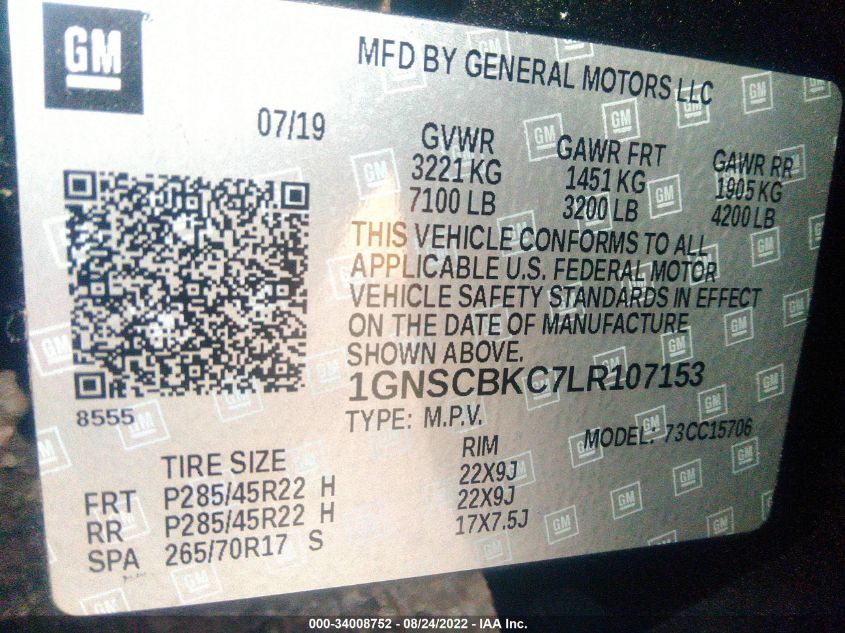 GM
MFD BY GENERAL MOTORS LLC
07/19
GVWR GAWR FRT GAWR RR
3221 KG 1451 KG 1905 KG
7100 LB 3200 LB 4200 LB
THIS VEHICLE CONFORMS TO ALL
APPLICABLE U.S. FEDERAL MOTOR
VEHICLE SAFETY STANDARDS IN EFFECT
ON THE DATE OF MANUFACTURE
SHOWN ABOVE.
1GNSCBKC7LR107153
8555
TYPE: M.P.V. MODEL: 73CC15706
TIRE SIZE RIM
FRT P285/45R22 H 22X9J
RR P285/45R22 H 22X9J
SPA 265/70R17 S 17X7.5J
000-34008752 - 08/24/2022 - IAA Inc.